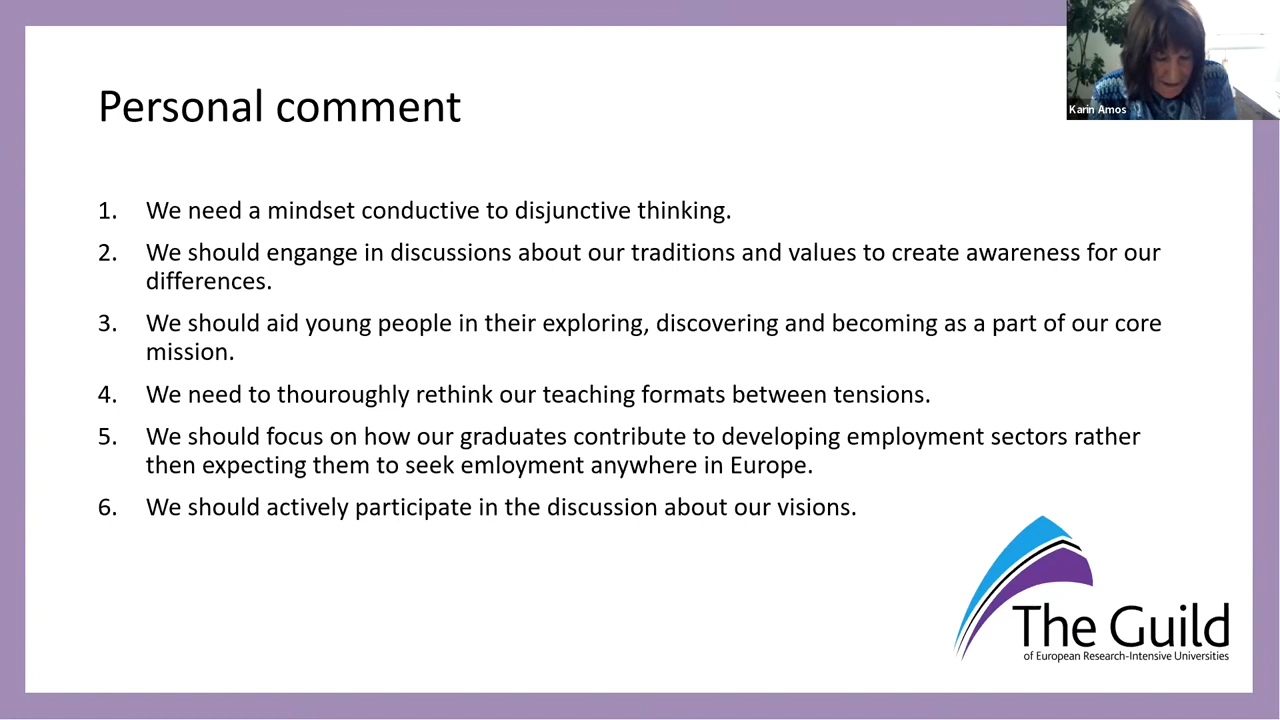 Karin Amos
Personal comment
1. We need a mindset conductive to disjunctive thinking.
2. We should engange in discussions about our traditions and values to create awareness for our
differences.
3. We should aid young people in their exploring, discovering and becoming as a part of our core
mission.
4. We need to thouroughly rethink our teaching formats between tensions.
5. We should focus on how our graduates contribute to developing employment sectors rather
then expecting them to seek emloyment anywhere in Europe.
6. We should actively participate in the discussion about our visions.
The Guild
of European Research-Intensive Universities